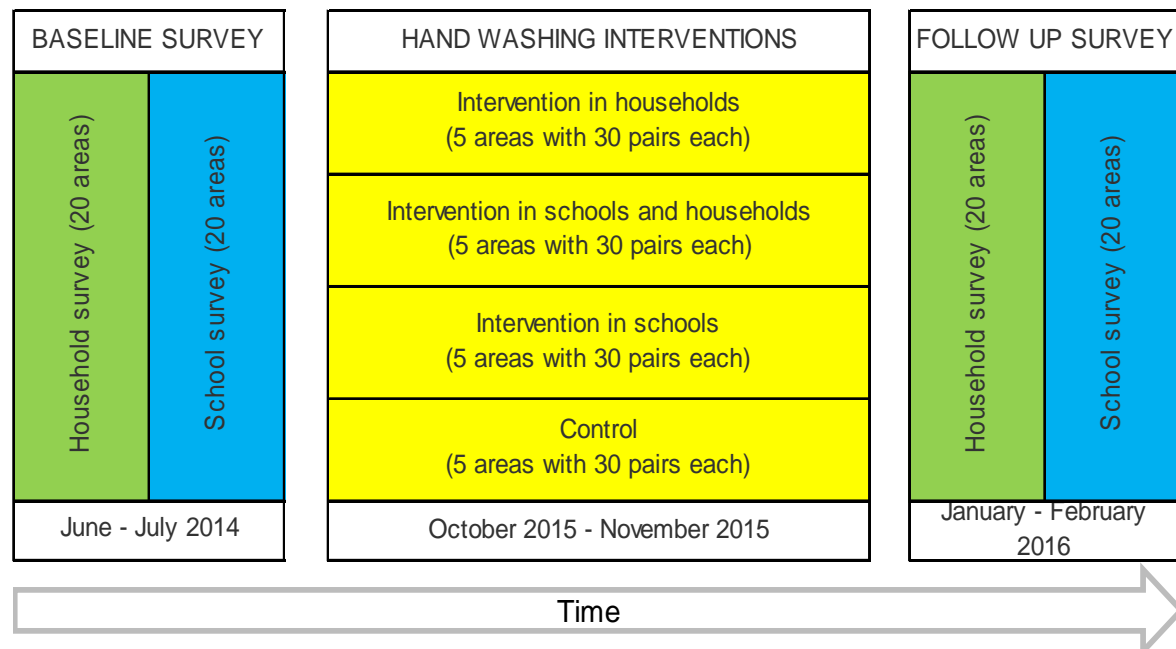 BASELINE SURVEY
Household survey (20 areas)
School survey (20 areas)
June - July 2014
HAND WASHING INTERVENTIONS
Intervention in households
(5 areas with 30 pairs each)
Intervention in schools and households
(5 areas with 30 pairs each)
Intervention in schools
(5 areas with 30 pairs each)
Control
(5 areas with 30 pairs each)
October 2015 - November 2015
FOLLOW UP SURVEY
Household survey (20 areas)
School survey (20 areas)
January - February
2016
Time